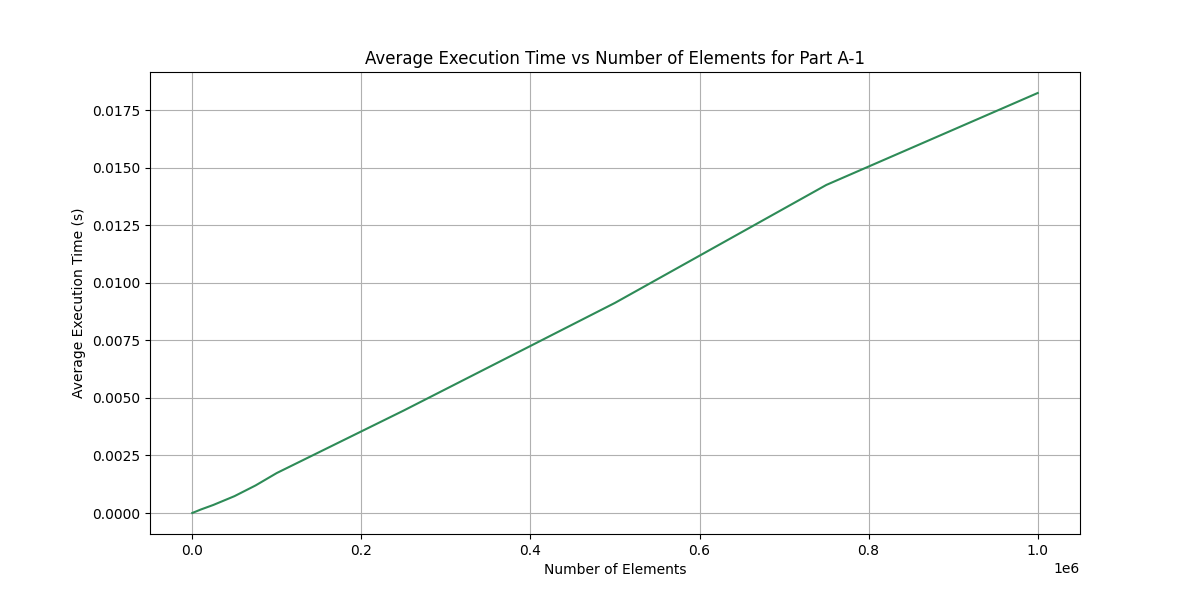 Average Execution Time vs Number of Elements for Part A-1
Average Execution Time (s)
0.0175
0.0150
0.0125
0.0100
0.0075
0.0050
0.0025
0.0000
0.0 0.2 0.4 0.6 0.8 1.0
1e6
Number of Elements